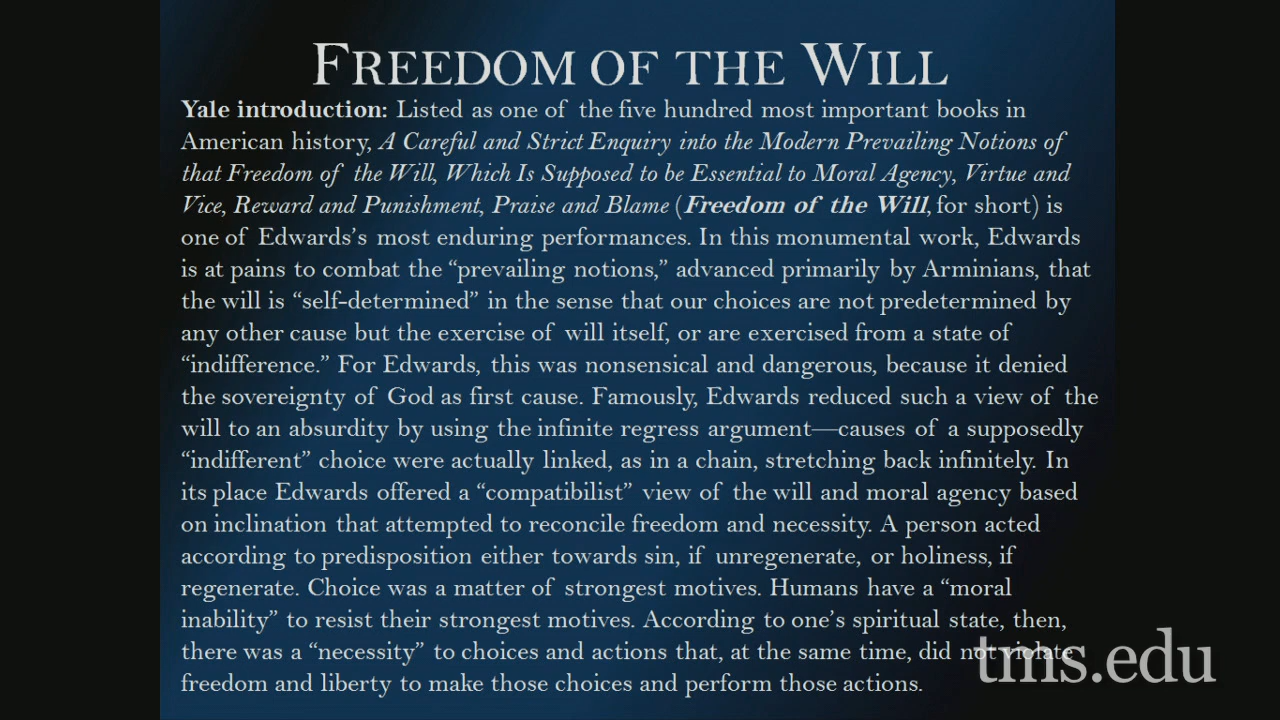 FREEDOM OF THE WILL
Yale introduction: Listed as one of the five hundred most important books in
American history, A Careful and Strict Enquiry into the Modern Prevailing Notions of
that Freedom of the Will, Which Is Supposed to be Essential to Moral Agency, Virtue and
Vice, Reward and Punishment, Praise and Blame (Freedom of the Will, for short) is
one of Edwards’s most enduring performances. In this monumental work, Edwards
is at pains to combat the “prevailing notions,” advanced primarily by Arminians, that
the will is “self-determined” in the sense that our choices are not predetermined by
any other cause but the exercise of will itself, or are exercised from a state of
“indifference.” For Edwards, this was nonsensical and dangerous, because it denied
the sovereignty of God as first cause. Famously, Edwards reduced such a view of the
will to an absurdity by using the infinite regress argument—causes of a supposedly
“indifferent” choice were actually linked, as in a chain, stretching back infinitely. In
its place Edwards offered a “compatibilist” view of the will and moral agency based
on inclination that attempted to reconcile freedom and necessity. A person acted
according to predisposition either towards sin, if unregenerate, or holiness, if
regenerate. Choice was a matter of strongest motives. Humans have a “moral
inability” to resist their strongest motives. According to one’s spiritual state, then,
there was a “necessity” to choices and actions that, at the same time, did not violate
freedom and liberty to make those choices and perform those actions.
tms.edu